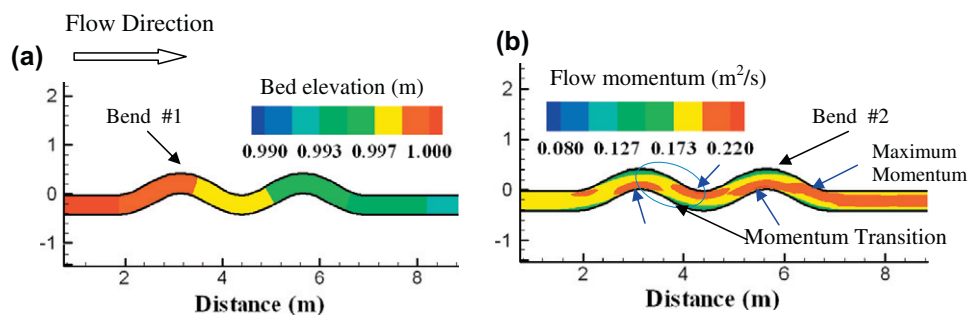 Flow Direction
(a)
Bed elevation (m)
0.990 0.993 0.997 1.000
Bend #1
2
1
0
-1
2 4 6 8
Distance (m)
(b)
Flow momentum (m²/s)
0.080 0.127 0.173 0.220
Bend #2
Maximum
Momentum
Momentum Transition
2
1
0
-1
2 4 6 8
Distance (m)